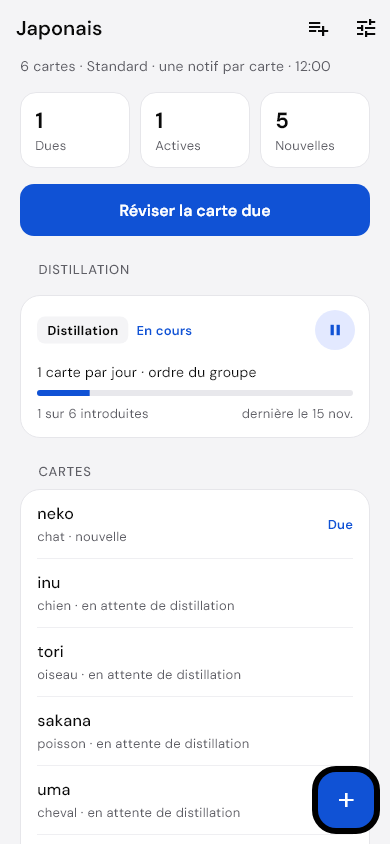 Japonais
6 cartes · Standard · une notif par carte · 12:00
1
Dues
1
Actives
5
Nouvelles
Réviser la carte due
DISTILLATION
Distillation En cours
1 carte par jour · ordre du groupe
1 sur 6 introduites dernière le 15 nov.
CARTES
neko
chat · nouvelle
Due
inu
chien · en attente de distillation
tori
oiseau · en attente de distillation
sakana
poisson · en attente de distillation
uma
cheval · en attente de distillation